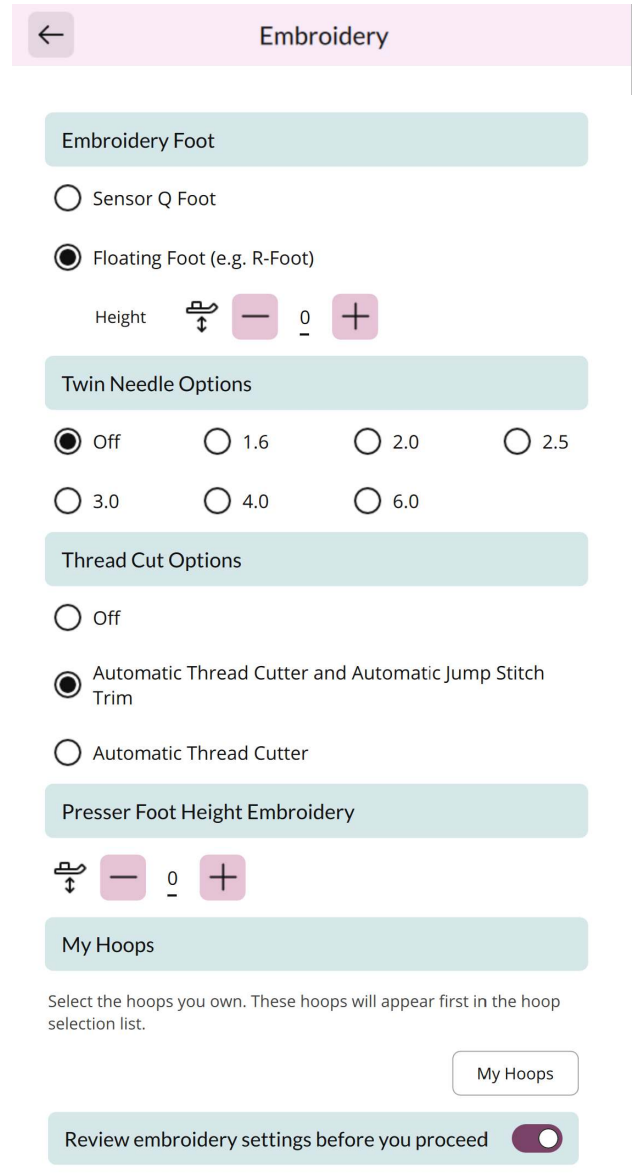 Embroidery
Embroidery Foot
Sensor Q Foot
Floating Foot (e.g. R-Foot)
Height 0
Twin Needle Options
Off 1.6 2.0 2.5
3.0 4.0 6.0
Thread Cut Options
Off
Automatic Thread Cutter and Automatic Jump Stitch
Trim
Automatic Thread Cutter
Presser Foot Height Embroidery
0
My Hoops
Select the hoops you own. These hoops will appear first in the hoop
selection list.
My Hoops
Review embroidery settings before you proceed